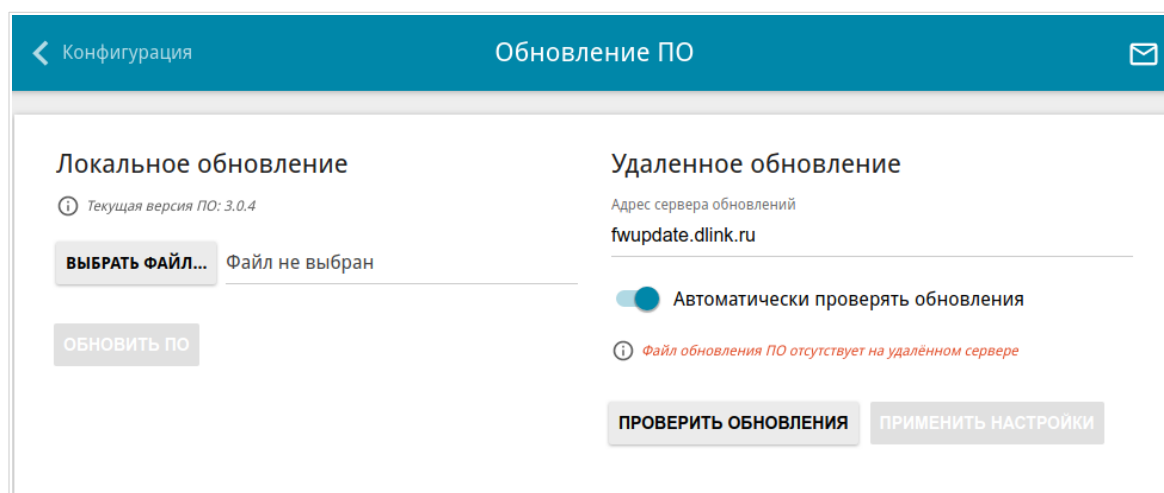 Конфигурация
Обновление ПО
Локальное обновление
Текущая версия ПО: 3.0.4
ВЫБРАТЬ ФАЙЛ... Файл не выбран
ОБНОВИТЬ ПО
Удаленное обновление
Адрес сервера обновлений
fwupdate.dlink.ru
Автоматически проверять обновления
Файл обновления ПО отсутствует на удалённом сервере
ПРОВЕРИТЬ ОБНОВЛЕНИЯ ПРИМЕНИТЬ НАСТРОЙКИ